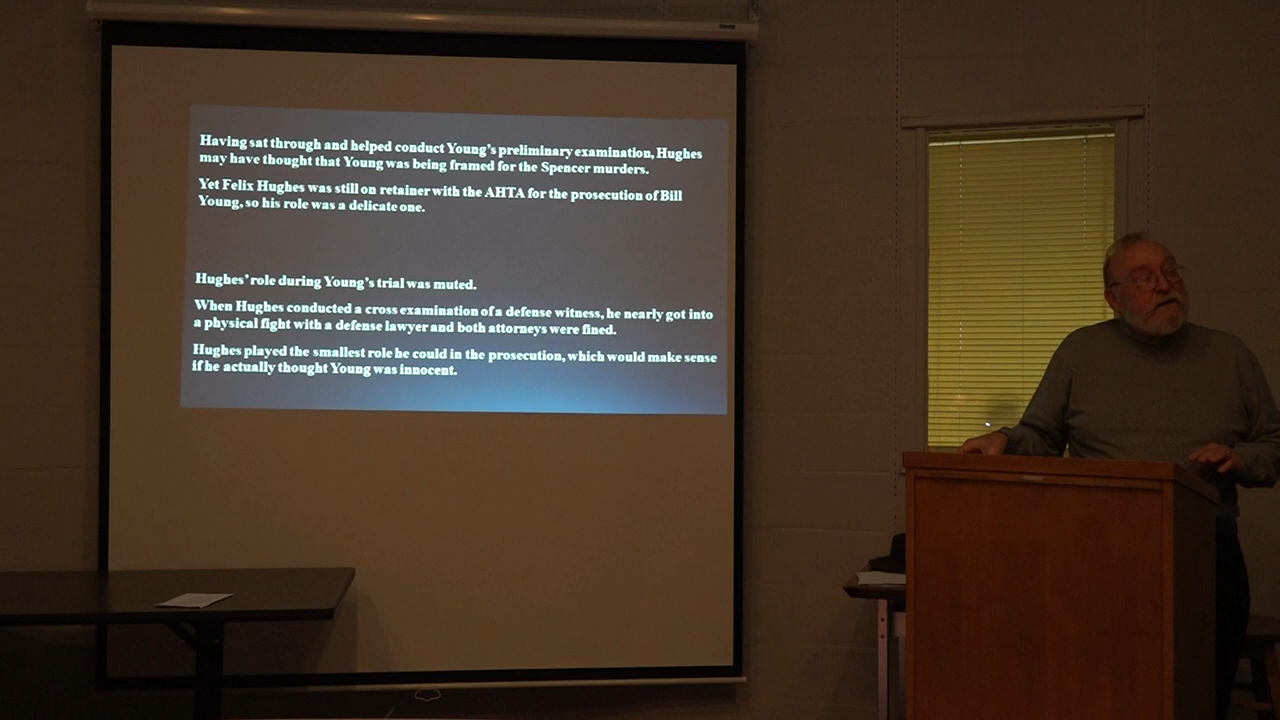 Having sat through and helped conduct Young's preliminary examination, Hughes
may have thought that Young was being framed for the Spencer murders.
Yet Felix Hughes was still on retainer with the AHTA for the prosecution of Bill
Young, so his role was a delicate one.
Hughes' role during Young's trial was muted.
When Hughes conducted a cross examination of a defense witness, he nearly got into
a physical fight with a defense lawyer and both attorneys were fined.
Hughes played the smallest role he could in the prosecution, which would make sense
if he actually thought Young was innocent.